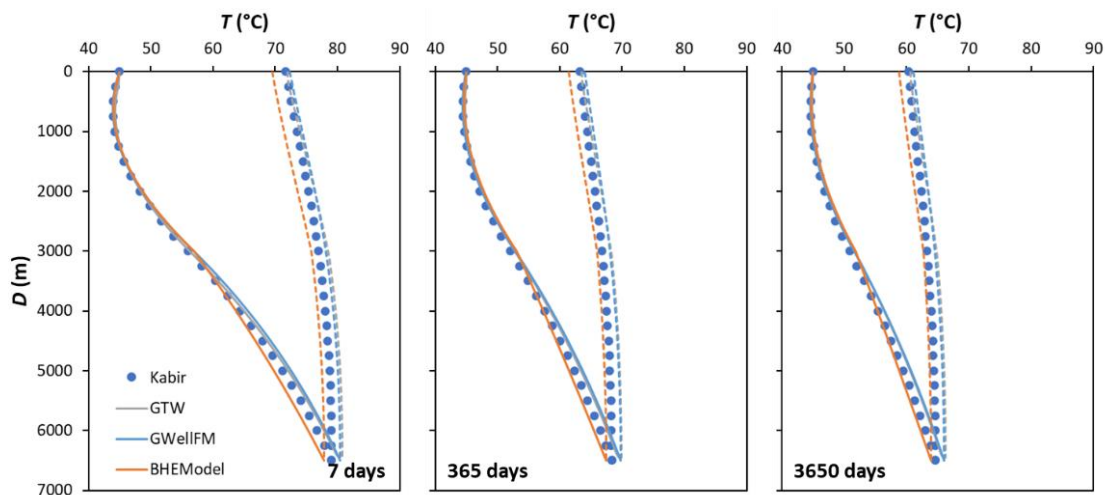 T (°C) T (°C) T (°C)
40 50 60 70 80 90 40 50 60 70 80 90 40 50 60 70 80 90
0
1000
2000
3000
4000
5000
6000
7000
D (m)
Kabir
GTW
GWellFM
BHEModel
7 days
365 days
3650 days